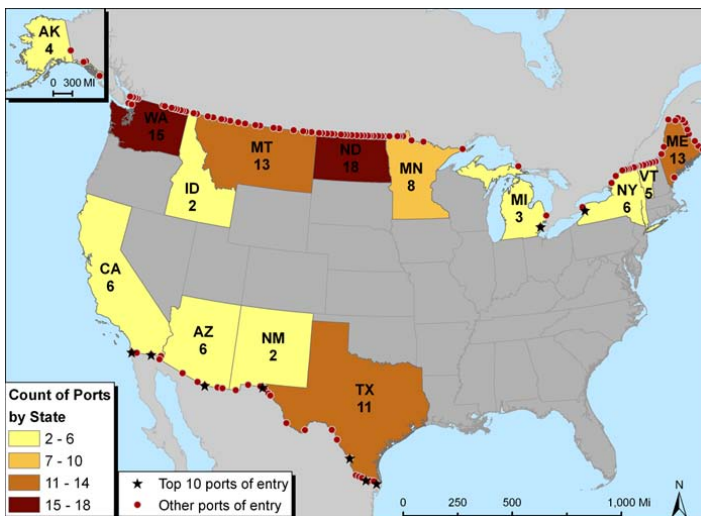 AK
4
0 300 MI
WA
15
MT
13
ND
18
MN
8
ID
2
MI
3
NY
6
VT
5
ME
13
CA
6
AZ
6
NM
2
TX
11
Count of Ports
by State
2 - 6
7 - 10
11 - 14
15 - 18
Top 10 ports of entry
Other ports of entry
0 250 500 1,000 Mi
N